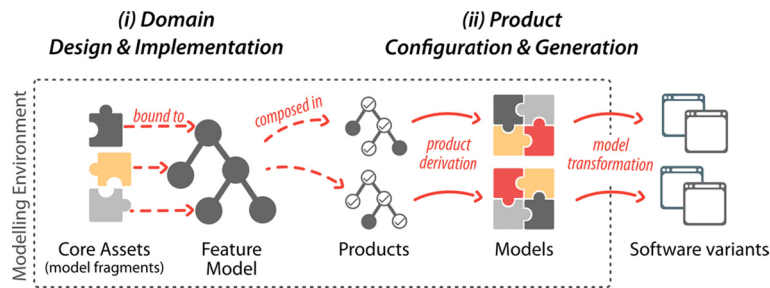 (i) Domain
Design & Implementation
(ii) Product
Configuration & Generation
Modelling Environment
bound to
composed in
product
derivation
model
transformation
Core Assets
(model fragments)
Feature
Model
Products
Models
Software variants